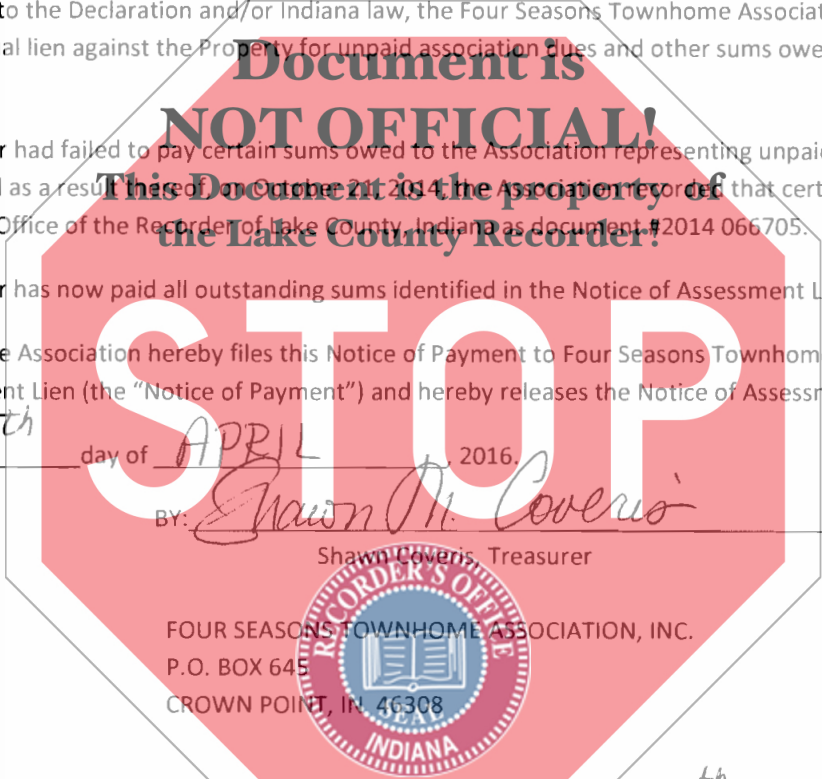 to the Declaration and/or Indiana law, the Four Seasons Townhome Associat
al lien against the Property for unpaid association dues and other sums owe
Document is
NOT OFFICIAL!
r had failed to pay certain sums owed to the Association representing unpaid
as a result thereof, on October 21, 2014, the Association recorded that cert
This Document is the property of
Office of the Recorder of Lake County, Indiana as document #2014 066705.
the Lake County Recorder!
r has now paid all outstanding sums identified in the Notice of Assessment L
STOP
e Association hereby files this Notice of Payment to Four Seasons Townhom
nt Lien (the “Notice of Payment”) and hereby releases the Notice of Assessm
th day of APRIL, 2016.
BY: Shawn M. Coveris
Shawn Coveris, Treasurer
RECORDER'S OFFICE
FOUR SEASONS TOWNHOME ASSOCIATION, INC.
P.O. BOX 645
CROWN POINT, IN 46308
SEAL
INDIANA